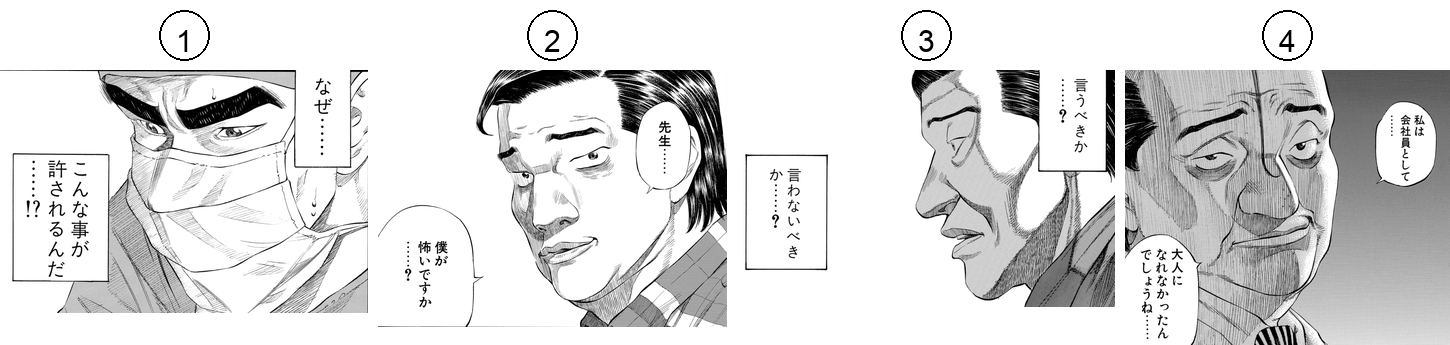 1
なぜ……
こんな事が
許されるんだ
……!?
2
先生……
僕が
怖いですか
……?
3
言うべきか
……?
言わないべき
か……?
4
私は
会社員として
……
大人に
なれなかったん
でしょうね……